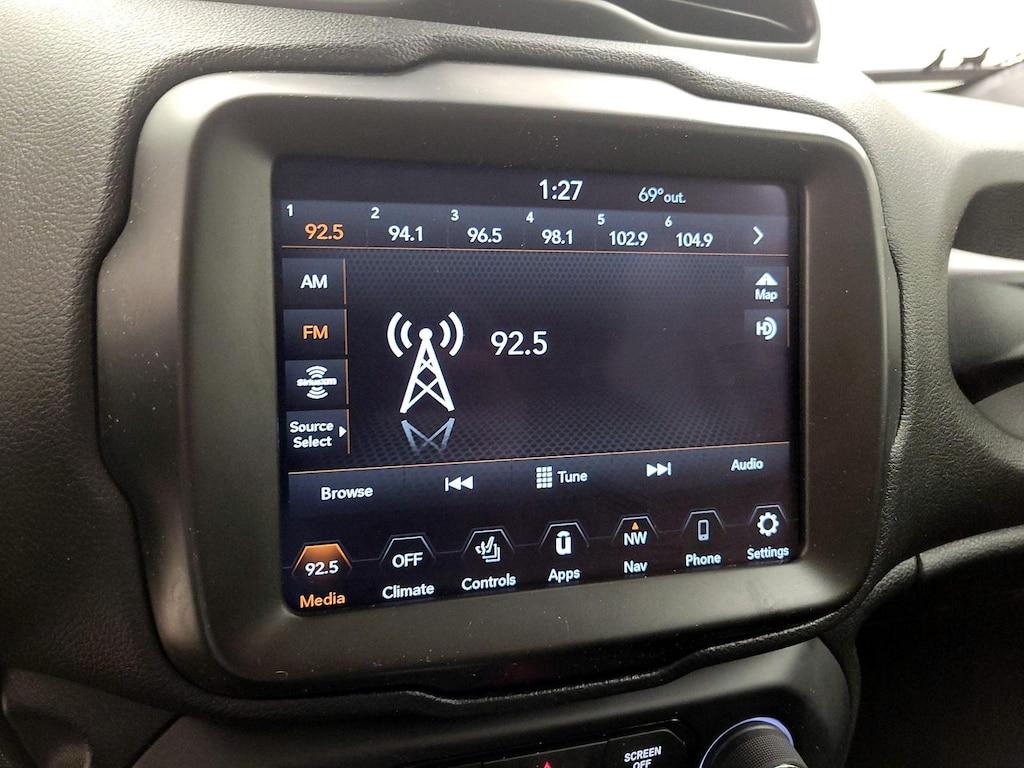 1:27 69°out.
1 2 3 4 5 6
92.5 94.1 96.5 98.1 102.9 104.9
AM
Map
FM
HD
92.5
SiriusXM
Source
Select
Browse Tune Audio
92.5 OFF NW
Media Climate Controls Apps Nav Phone Settings
SCREEN
OFF